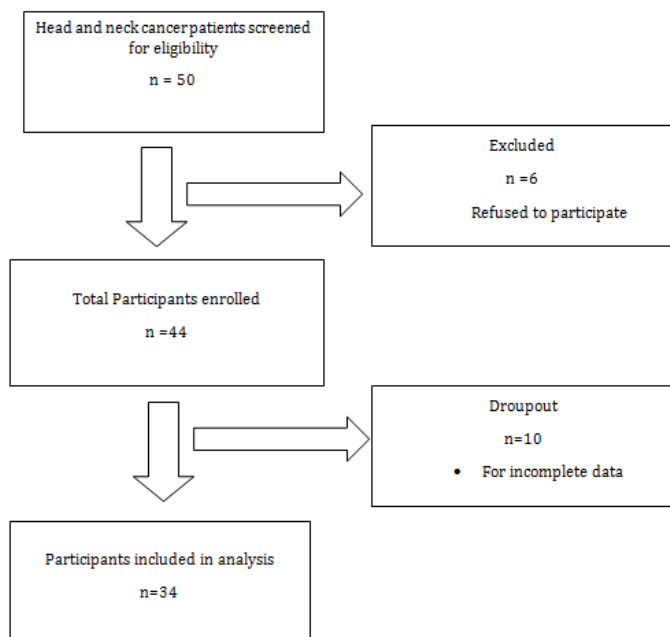 Head and neck cancer patients screened
for eligibility
n = 50
Excluded
n =6
Refused to participate
Total Participants enrolled
n =44
Droupout
n=10
• For incomplete data
Participants included in analysis
n=34